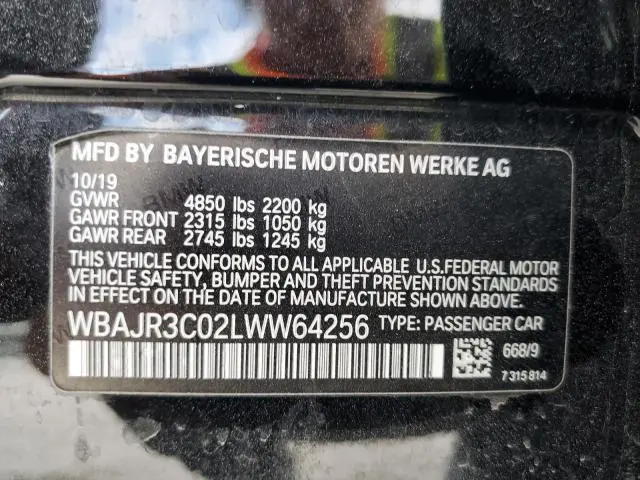 MFD BY BAYERISCHE MOTOREN WERKE AG
10/19
GVWR 4850 lbs 2200 kg
GAWR FRONT 2315 lbs 1050 kg
GAWR REAR 2745 lbs 1245 kg
THIS VEHICLE CONFORMS TO ALL APPLICABLE U.S.FEDERAL MOTOR
VEHICLE SAFETY, BUMPER AND THEFT PREVENTION STANDARDS
IN EFFECT ON THE DATE OF MANUFACTURE SHOWN ABOVE.
WBAJR3C02LWW64256 TYPE: PASSENGER CAR
668/9
7 315 814